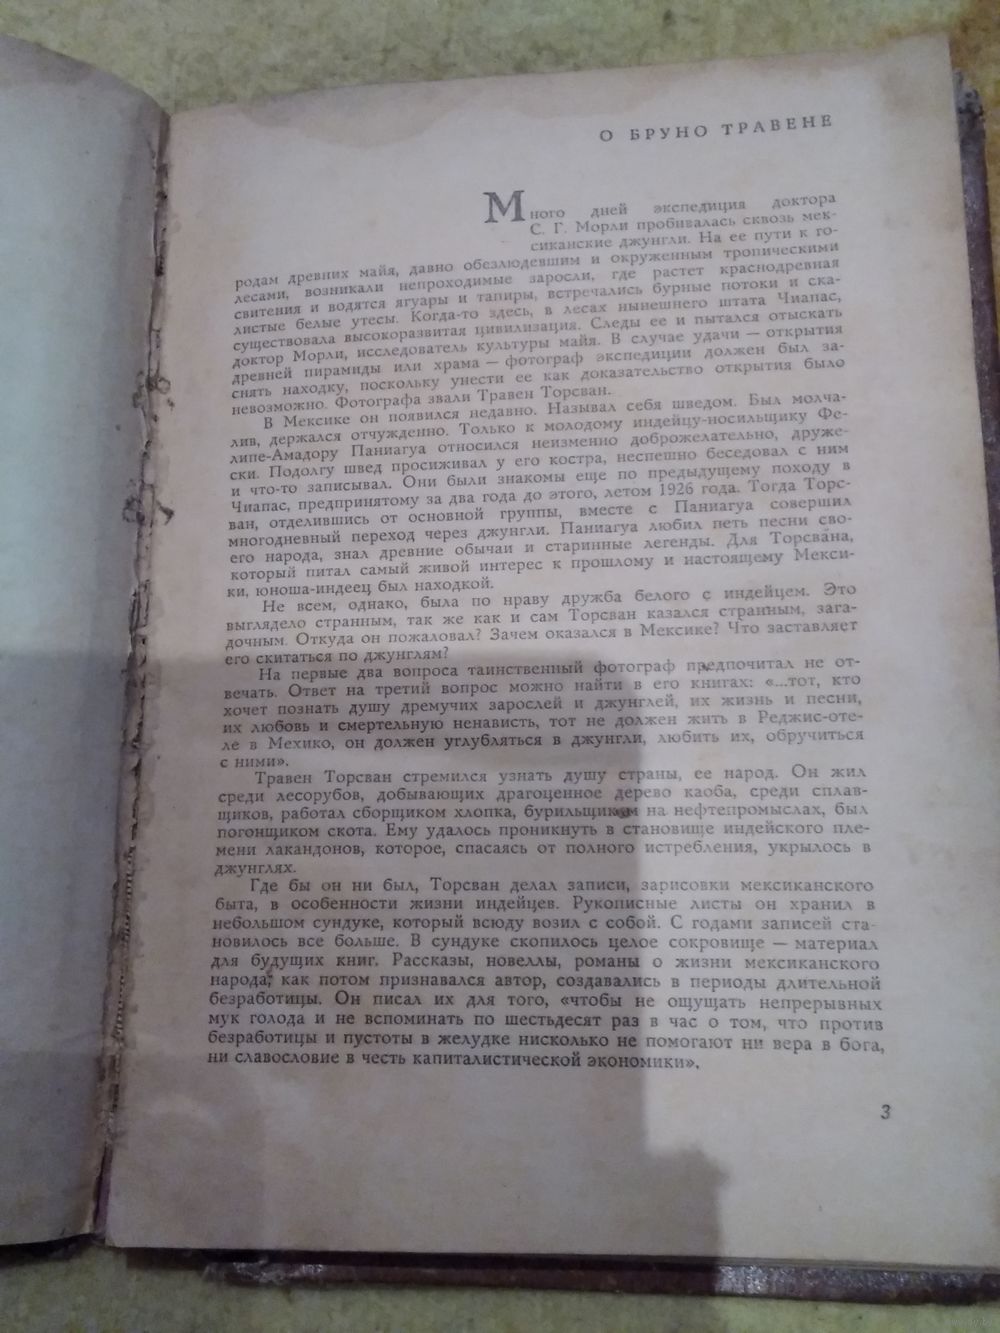 О БРУНО ТРАВЕНЕ
Много дней экспедиция доктора
С. Г. Морли пробивалась сквозь мек-
сиканские джунгли. На ее пути к го-
родам древних майя, давно обезлюдевшим и окруженным тропическими
лесами, возникали непроходимые заросли, где растет краснодревная
свитения и водятся ягуары и тапиры, встречались бурные потоки и ска-
листые белые утесы. Когда-то здесь, в лесах нынешнего штата Чиапас,
существовала высокоразвитая цивилизация. Следы ее и пытался отыскать
доктор Морли, исследователь культуры майя. В случае удачи — открытия
древней пирамиды или храма — фотограф экспедиции должен был за-
снять находку, поскольку унести ее как доказательство открытия было
невозможно. Фотографа звали Травен Торсван.
В Мексике он появился недавно. Называл себя шведом. Был молча-
лив, держался отчужденно. Только к молодому индейцу-носильщику Фе-
липе-Амадору Паниагуа относился неизменно доброжелательно, друже-
ски. Подолгу швед просиживал у его костра, неспешно беседовал с ним
и что-то записывал. Они были знакомы еще по предыдущему походу в
Чиапас, предпринятому за два года до этого, летом 1926 года. Тогда Торс-
ван, отделившись от основной группы, вместе с Паниагуа совершил
многодневный переход через джунгли. Паниагуа любил петь песни сво-
его народа, знал древние обычаи и старинные легенды. Для Торсвана,
который питал самый живой интерес к прошлому и настоящему Мекси-
ки, юноша-индеец был находкой.
Не всем, однако, была по нраву дружба белого с индейцем. Это
выглядело странным, так же как и сам Торсван казался странным, зага-
дочным. Откуда он пожаловал? Зачем оказался в Мексике? Что заставляет
его скитаться по джунглям?
На первые два вопроса таинственный фотограф предпочитал не от-
вечать. Ответ на третий вопрос можно найти в его книгах: «...тот, кто
хочет познать душу дремучих зарослей и джунглей, их жизнь и песни,
их любовь и смертельную ненависть, тот не должен жить в Реджис-оте-
ле в Мехико, он должен углубляться в джунгли, любить их, обручиться
с ними».
Травен Торсван стремился узнать душу страны, ее народ. Он жил
среди лесорубов, добывающих драгоценное дерево каоба, среди сплав-
щиков, работал сборщиком хлопка, бурильщиком на нефтепромыслах, был
погонщиком скота. Ему удалось проникнуть в становище индейского пле-
мени лакандонов, которое, спасаясь от полного истребления, укрылось в
джунглях.
Где бы он ни был, Торсван делал записи, зарисовки мексиканского
быта, в особенности жизни индейцев. Рукописные листы он хранил в
небольшом сундуке, который всюду возил с собой. С годами записей ста-
новилось все больше. В сундуке скопилось целое сокровище — материал
для будущих книг. Рассказы, новеллы, романы о жизни мексиканского
народа, как потом признавался автор, создавались в периоды длительной
безработицы. Он писал их для того, «чтобы не ощущать непрерывных
мук голода и не вспоминать по шестьдесят раз в час о том, что против
безработицы и пустоты в желудке нисколько не помогают ни вера в бога,
ни славословие в честь капиталистической экономики».
3